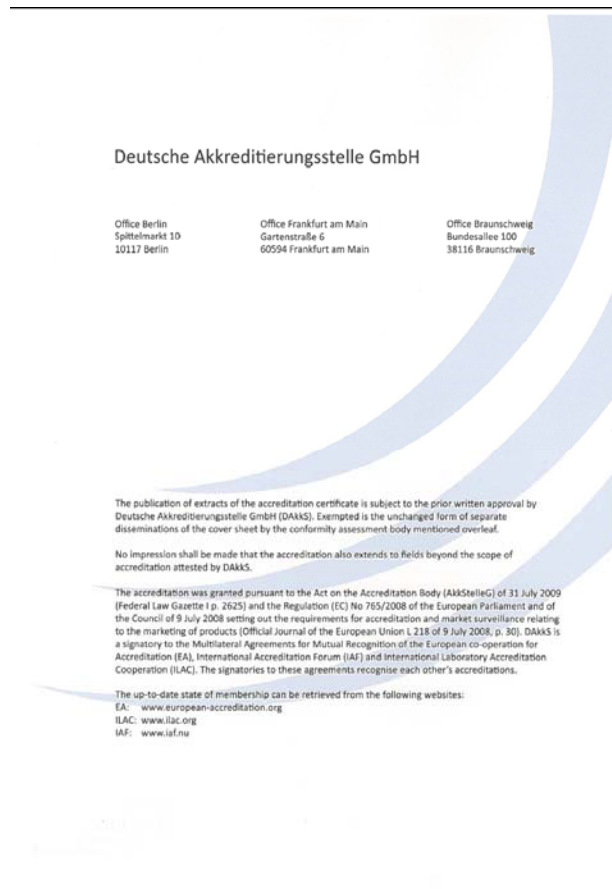 Deutsche Akkreditierungsstelle GmbH
Office Berlin
Spittelmarkt 10
10117 Berlin
Office Frankfurt am Main
Gartenstraße 6
60594 Frankfurt am Main
Office Braunschweig
Bundesallee 100
38116 Braunschweig
The publication of extracts of the accreditation certificate is subject to the prior written approval by
Deutsche Akkreditierungsstelle GmbH (DAkkS). Exempted is the unchanged form of separate
disseminations of the cover sheet by the conformity assessment body mentioned overleaf.
No impression shall be made that the accreditation also extends to fields beyond the scope of
accreditation attested by DAkkS.
The accreditation was granted pursuant to the Act on the Accreditation Body (AkkStelleG) of 31 July 2009
(Federal Law Gazette I p. 2625) and the Regulation (EC) No 765/2008 of the European Parliament and of
the Council of 9 July 2008 setting out the requirements for accreditation and market surveillance relating
to the marketing of products (Official Journal of the European Union L 218 of 9 July 2008, p. 30). DAkkS is
a signatory to the Multilateral Agreements for Mutual Recognition of the European co-operation for
Accreditation (EA), International Accreditation Forum (IAF) and International Laboratory Accreditation
Cooperation (ILAC). The signatories to these agreements recognise each other's accreditations.
The up-to-date state of membership can be retrieved from the following websites:
EA: www.european-accreditation.org
ILAC: www.ilac.org
IAF: www.iaf.nu